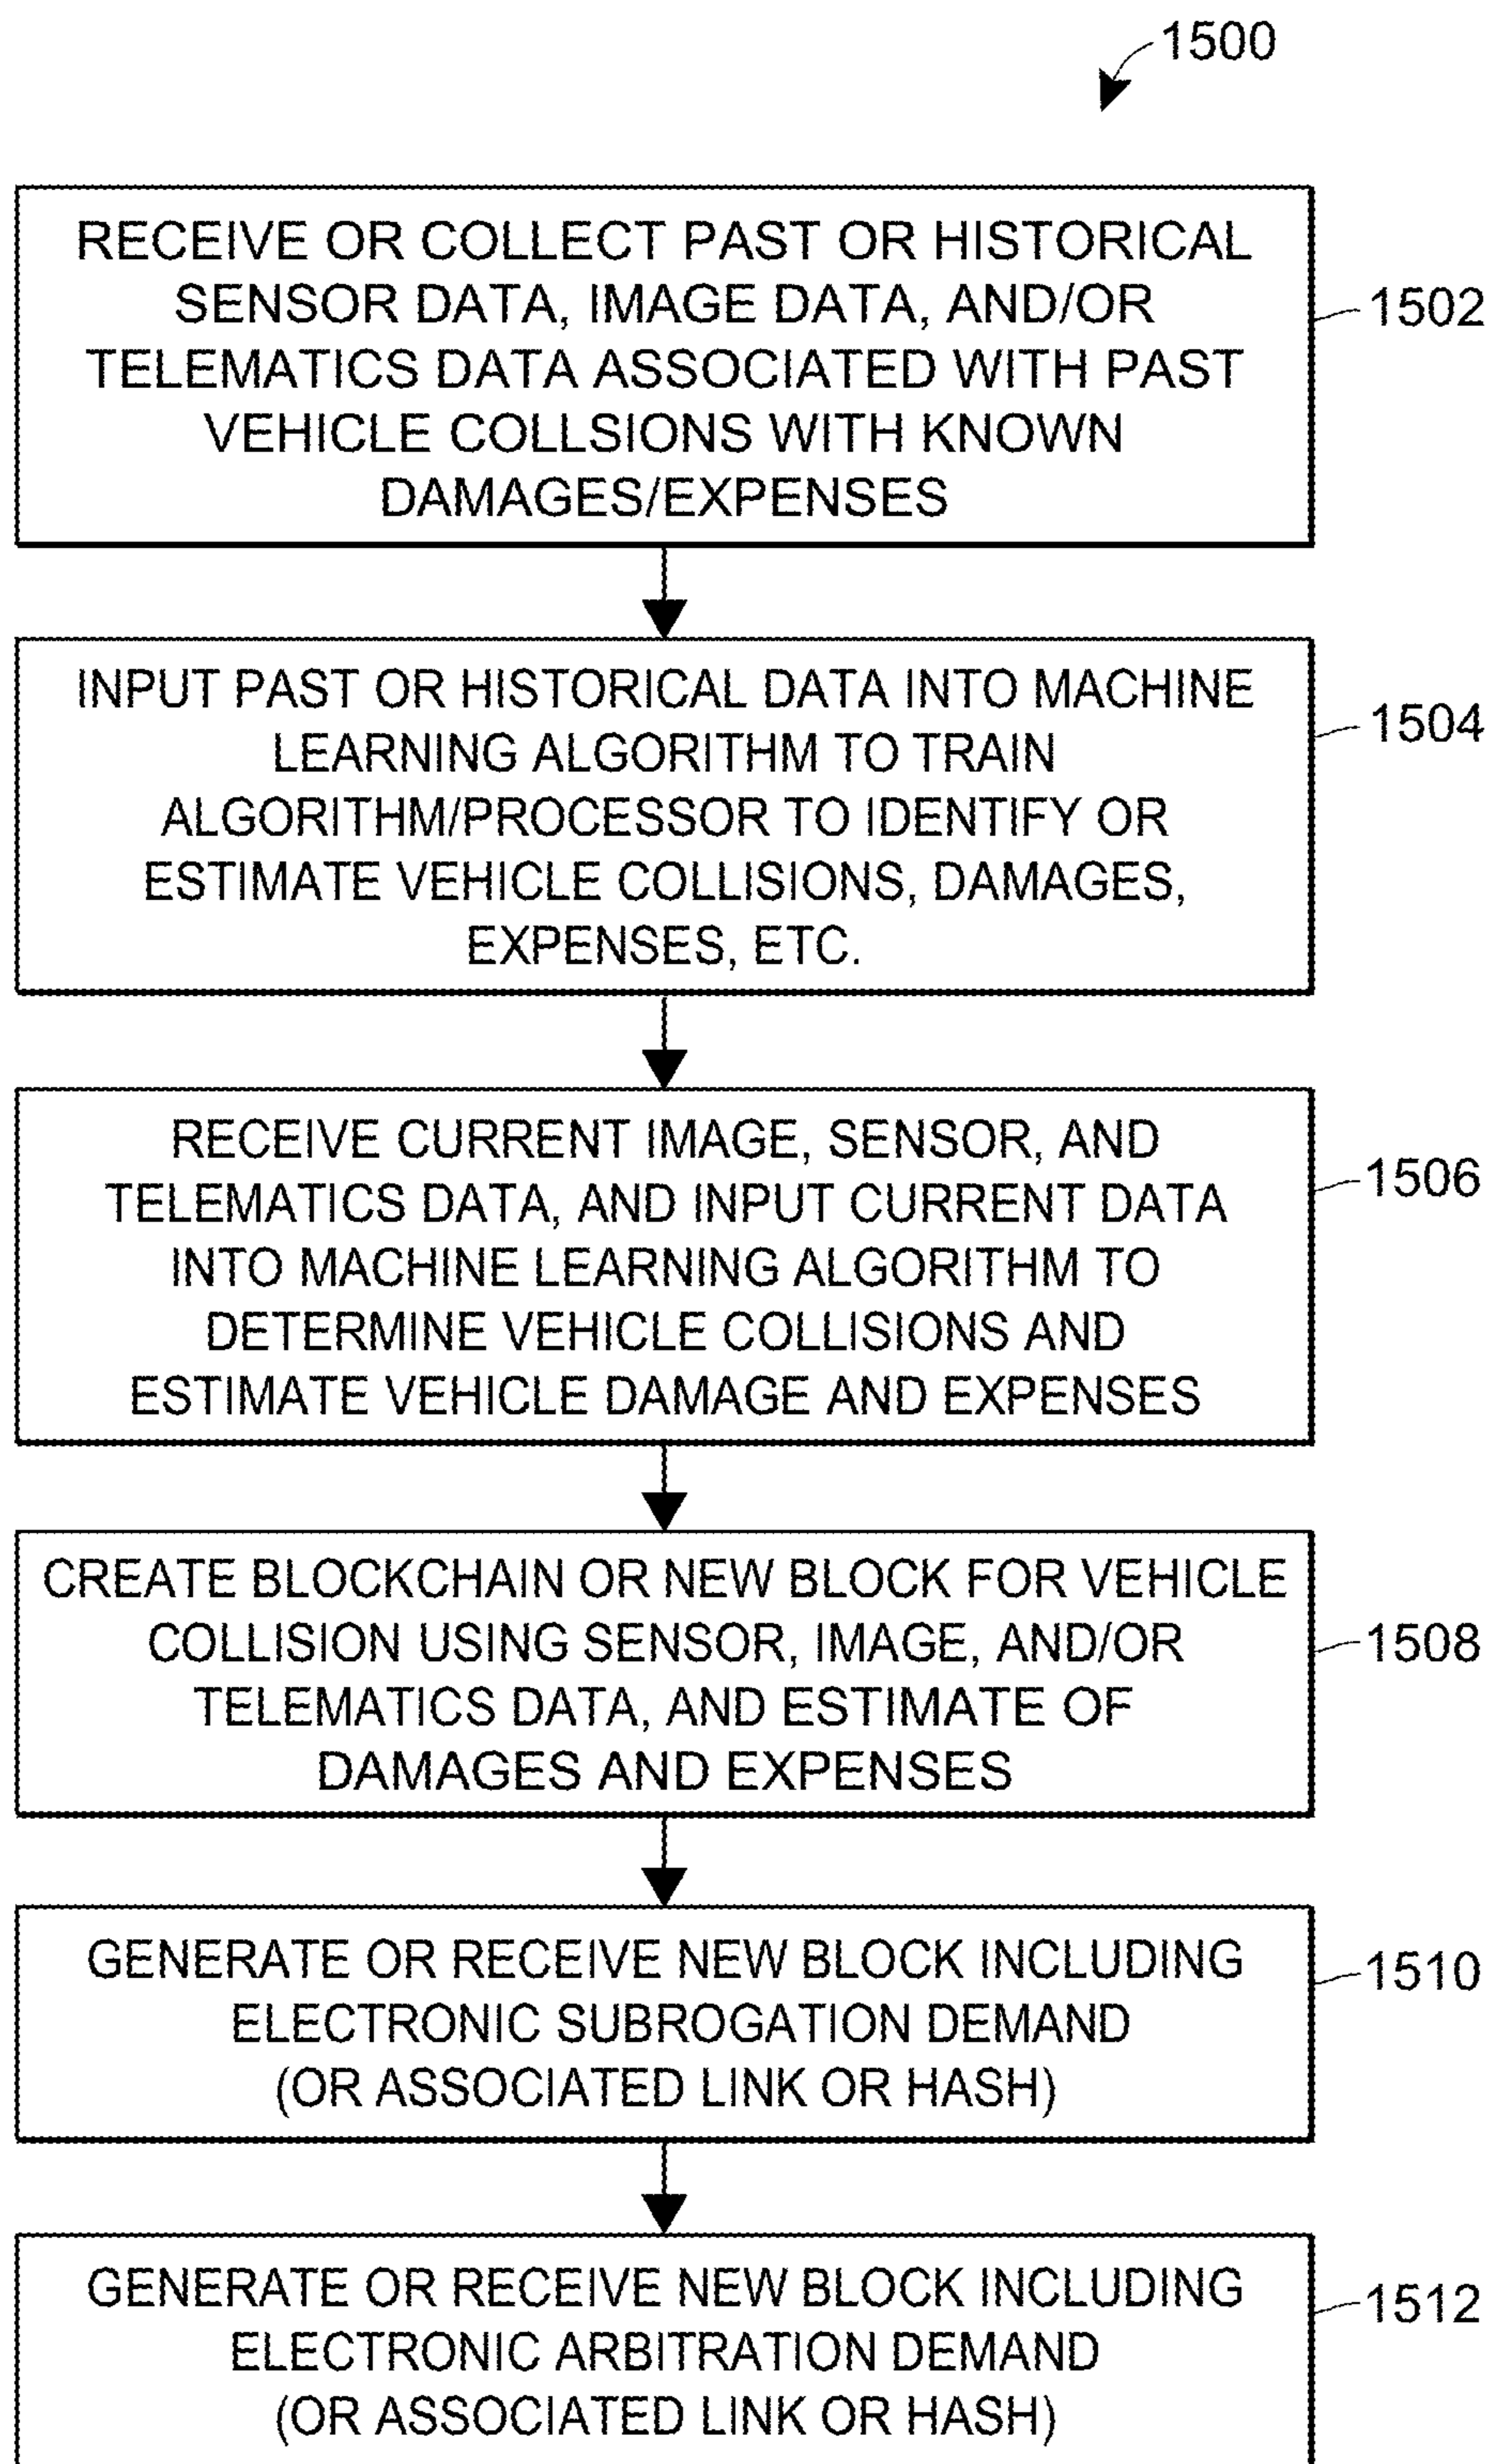 1500
RECEIVE OR COLLECT PAST OR HISTORICAL
SENSOR DATA, IMAGE DATA, AND/OR
TELEMATICS DATA ASSOCIATED WITH PAST
VEHICLE COLLSIONS WITH KNOWN
DAMAGES/EXPENSES
1502
INPUT PAST OR HISTORICAL DATA INTO MACHINE
LEARNING ALGORITHM TO TRAIN
ALGORITHM/PROCESSOR TO IDENTIFY OR
ESTIMATE VEHICLE COLLISIONS, DAMAGES,
EXPENSES, ETC.
1504
RECEIVE CURRENT IMAGE, SENSOR, AND
TELEMATICS DATA, AND INPUT CURRENT DATA
INTO MACHINE LEARNING ALGORITHM TO
DETERMINE VEHICLE COLLISIONS AND
ESTIMATE VEHICLE DAMAGE AND EXPENSES
1506
CREATE BLOCKCHAIN OR NEW BLOCK FOR VEHICLE
COLLISION USING SENSOR, IMAGE, AND/OR
TELEMATICS DATA, AND ESTIMATE OF
DAMAGES AND EXPENSES
1508
GENERATE OR RECEIVE NEW BLOCK INCLUDING
ELECTRONIC SUBROGATION DEMAND
(OR ASSOCIATED LINK OR HASH)
1510
GENERATE OR RECEIVE NEW BLOCK INCLUDING
ELECTRONIC ARBITRATION DEMAND
(OR ASSOCIATED LINK OR HASH)
1512